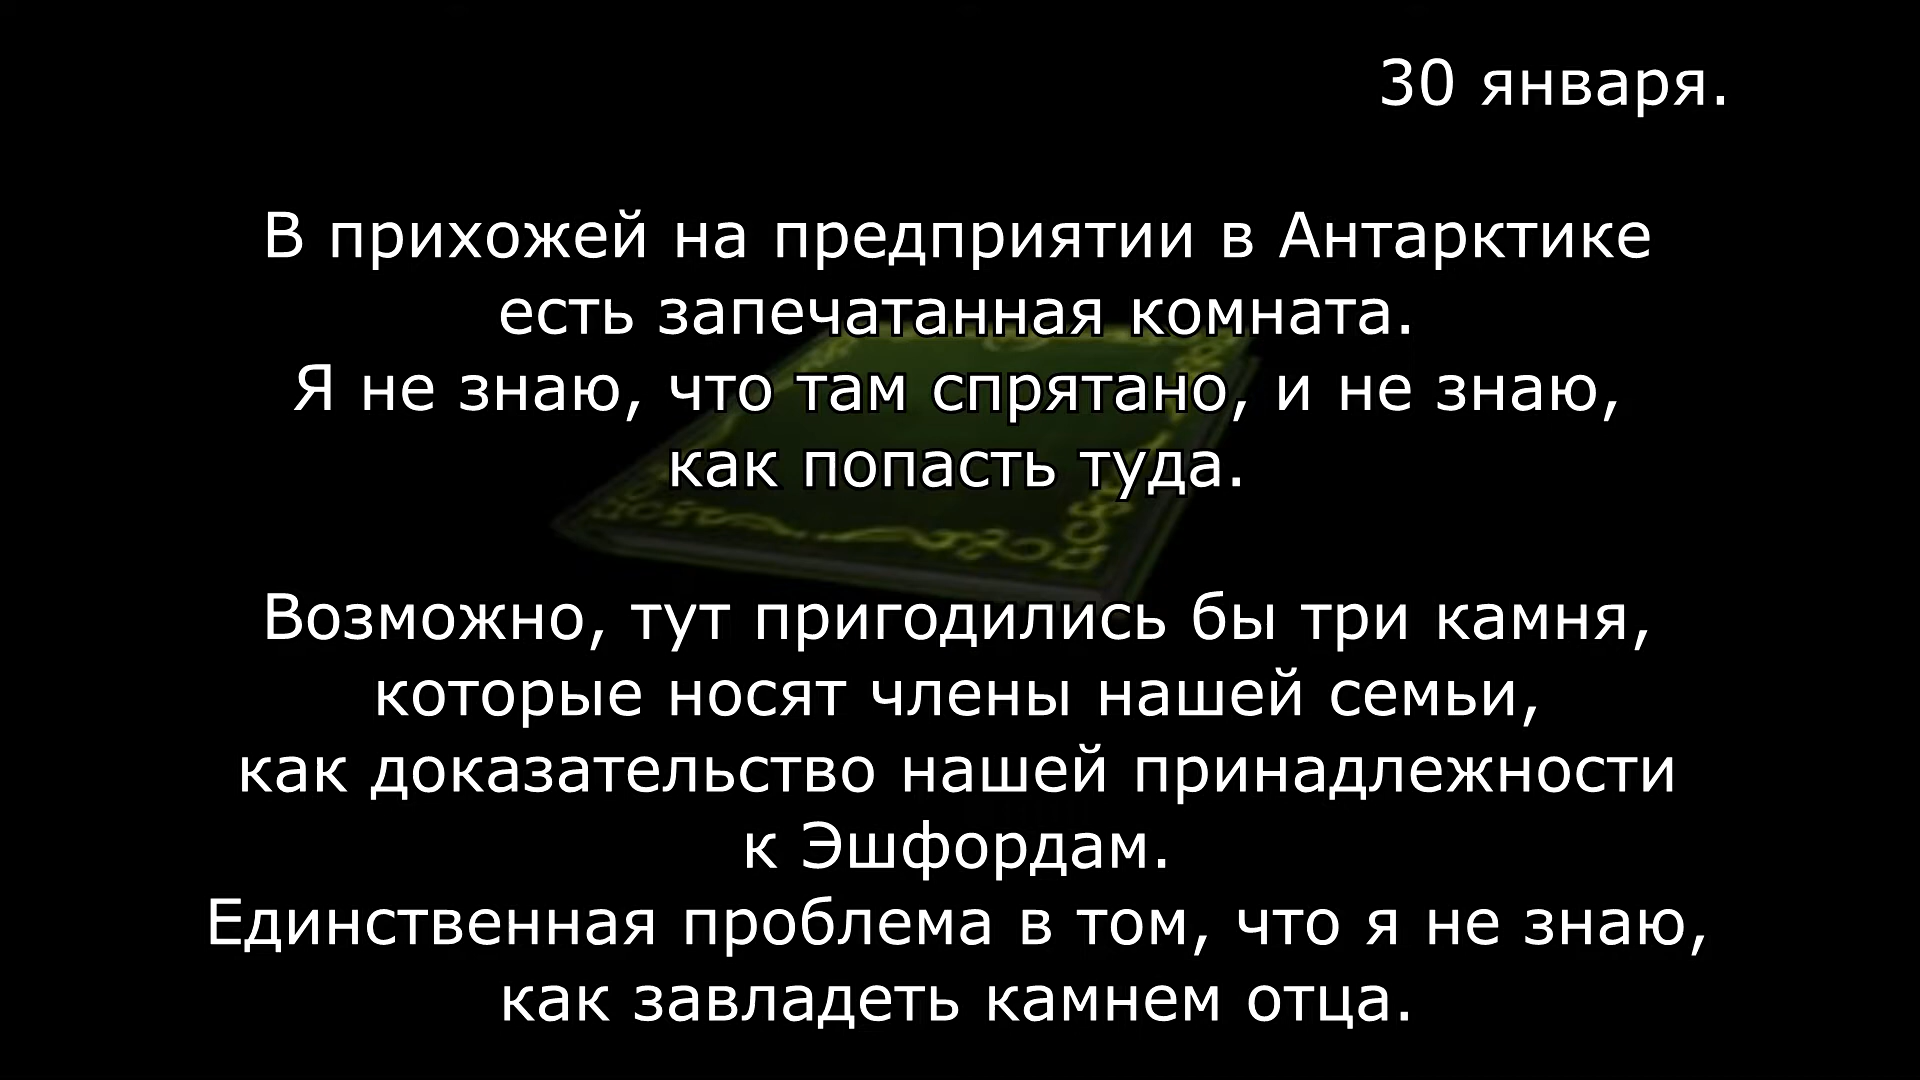 30 января.
В прихожей на предприятии в Антарктике
есть запечатанная комната.
Я не знаю, что там спрятано, и не знаю,
как попасть туда.
Возможно, тут пригодились бы три камня,
которые носят члены нашей семьи,
как доказательство нашей принадлежности
к Эшфордам.
Единственная проблема в том, что я не знаю,
как завладеть камнем отца.